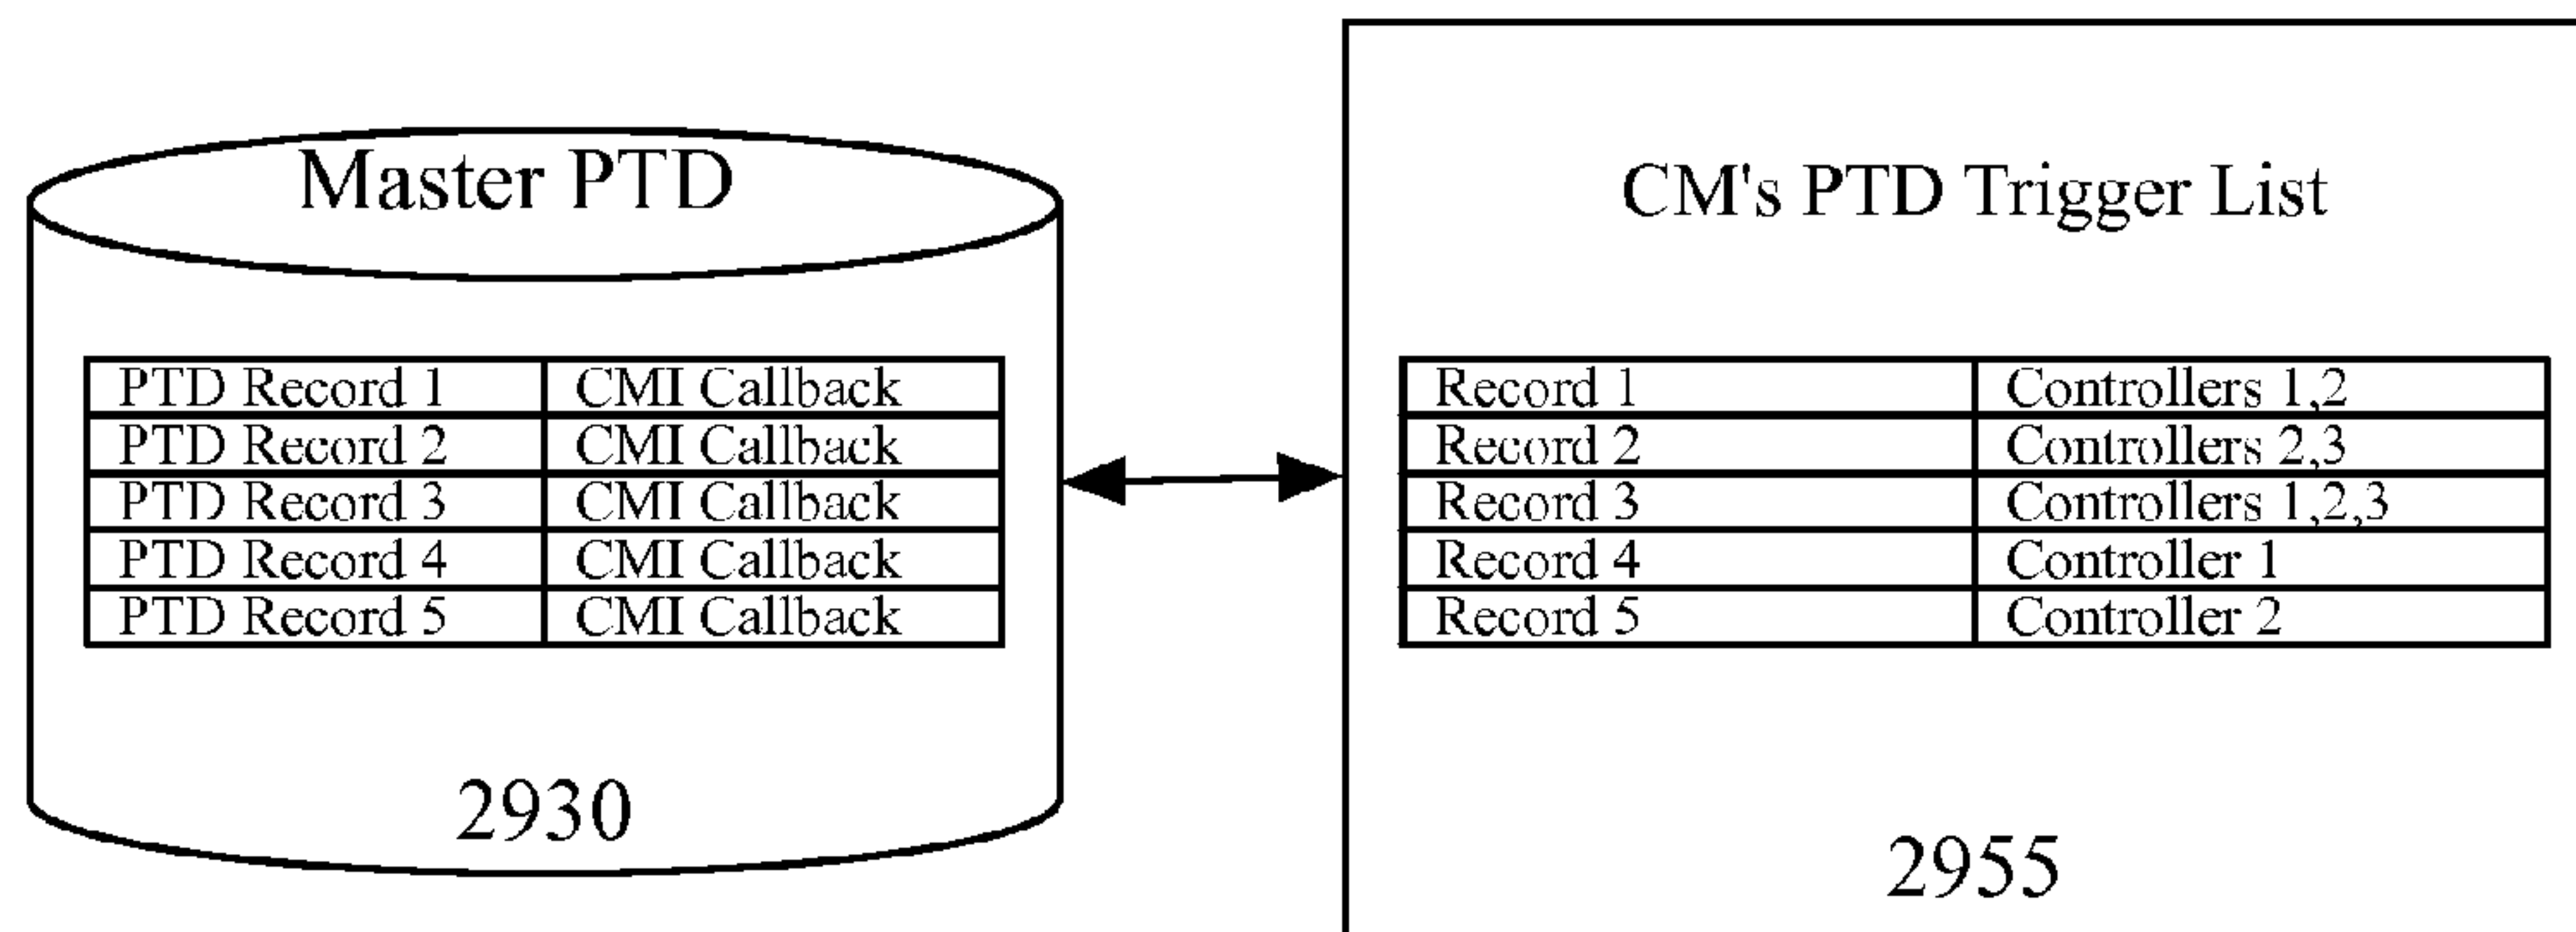 Master PTD
PTD Record 1 CMI Callback
PTD Record 2 CMI Callback
PTD Record 3 CMI Callback
PTD Record 4 CMI Callback
PTD Record 5 CMI Callback
2930
CM's PTD Trigger List
Record 1 Controllers 1,2
Record 2 Controllers 2,3
Record 3 Controllers 1,2,3
Record 4 Controller 1
Record 5 Controller 2
2955